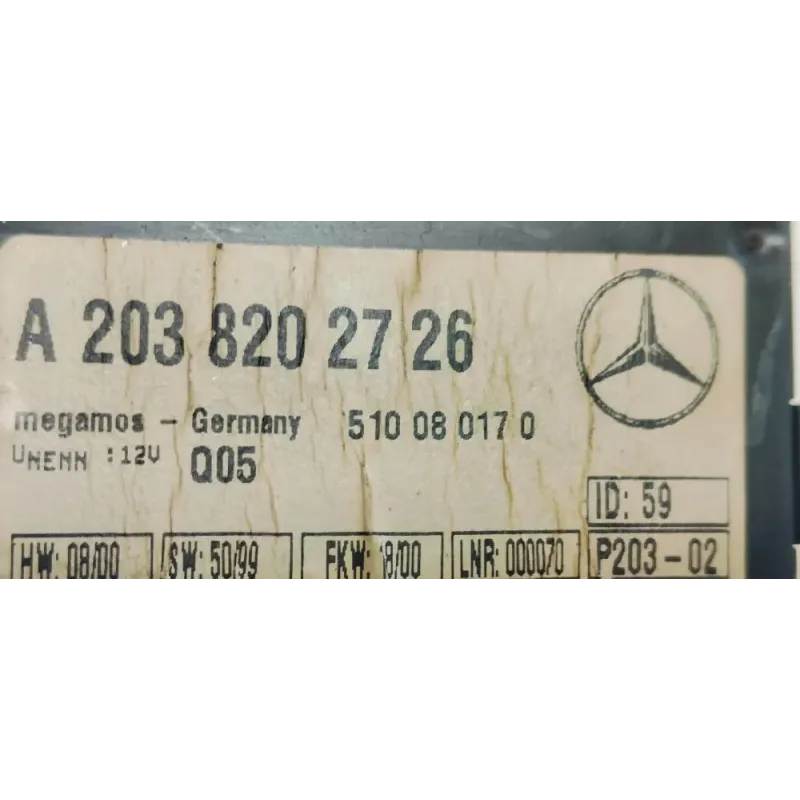 A 203 820 27 26
megamos - Germany 510 08 017 0
UNENN :12V Q05
ID: 59
HW: 08/00 SW: 50/99 FKW: 8/00 LNR: 000070 P203-02